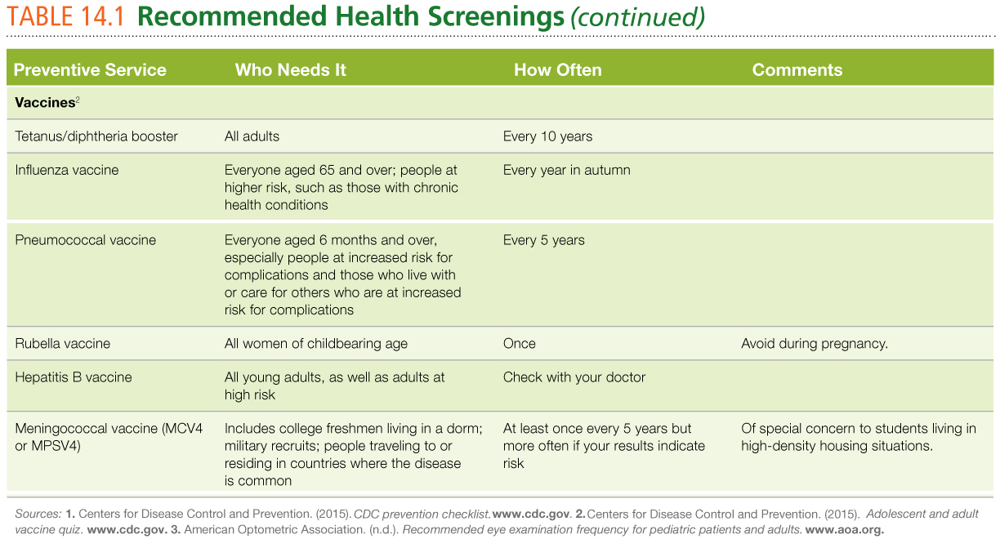 TABLE 14.1 Recommended Health Screenings (continued)
Preventive Service Who Needs It How Often Comments
Vaccines2
Tetanus/diphtheria booster All adults Every 10 years
Influenza vaccine Everyone aged 65 and over; people at Every year in autumn
higher risk, such as those with chronic
health conditions
Pneumococcal vaccine Everyone aged 6 months and over, Every 5 years
especially people at increased risk for
complications and those who live with
or care for others who are at increased
risk for complications
Rubella vaccine All women of childbearing age Once Avoid during pregnancy.
Hepatitis B vaccine All young adults, as well as adults at Check with your doctor
high risk
Meningococcal vaccine (MCV4 Includes college freshmen living in a dorm; At least once every 5 years but Of special concern to students living in
or MPSV4) military recruits; people traveling to or more often if your results indicate high-density housing situations.
residing in countries where the disease risk
is common
Sources: 1. Centers for Disease Control and Prevention. (2015). CDC prevention checklist. www.cdc.gov. 2. Centers for Disease Control and Prevention. (2015). Adolescent and adult
vaccine quiz. www.cdc.gov. 3. American Optometric Association. (n.d.). Recommended eye examination frequency for pediatric patients and adults. www.aoa.org.